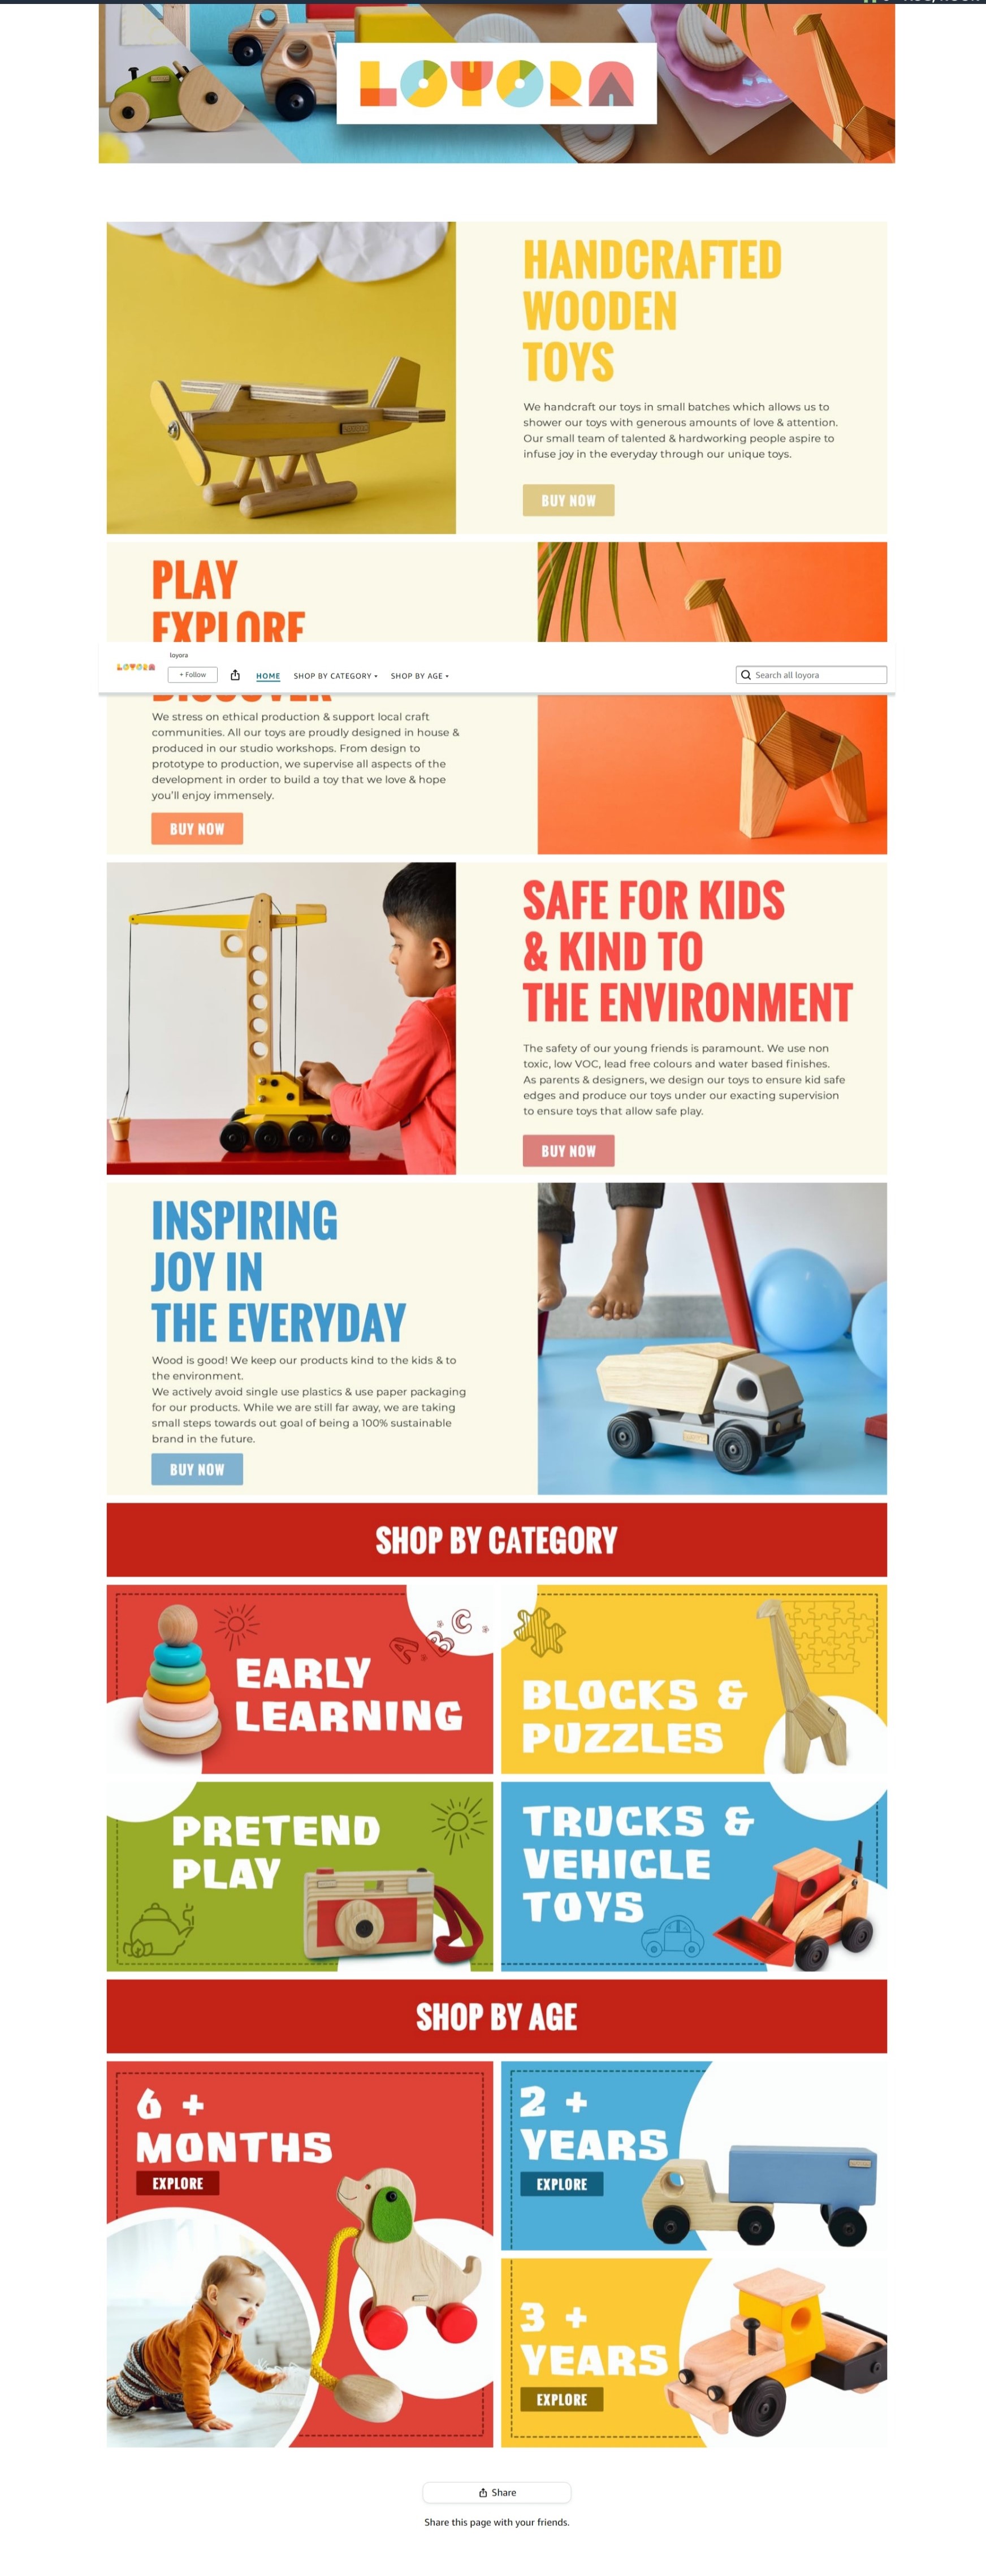 LOYORA
HANDCRAFTED
WOODEN
TOYS
We handcraft our toys in small batches which allows us to
shower our toys with generous amounts of love & attention.
Our small team of talented & hardworking people aspire to
infuse joy in the everyday through our unique toys.
BUY NOW
PLAY
EXPLORE
loyora
LOYORA
+ Follow
HOME
SHOP BY CATEGORY
SHOP BY AGE
Search all loyora
DISCOVER
We stress on ethical production & support local craft
communities. All our toys are proudly designed in house &
produced in our studio workshops. From design to
prototype to production, we supervise all aspects of the
development in order to build a toy that we love & hope
you'll enjoy immensely.
BUY NOW
SAFE FOR KIDS
& KIND TO
THE ENVIRONMENT
The safety of our young friends is paramount. We use non
toxic, low VOC, lead free colours and water based finishes.
As parents & designers, we design our toys to ensure kid safe
edges and produce our toys under our exacting supervision
to ensure toys that allow safe play.
BUY NOW
INSPIRING
JOY IN
THE EVERYDAY
Wood is good! We keep our products kind to the kids & to
the environment.
We actively avoid single use plastics & use paper packaging
for our products. While we are still far away, we are taking
small steps towards out goal of being a 100% sustainable
brand in the future.
BUY NOW
SHOP BY CATEGORY
A B C
EARLY
LEARNING
BLOCKS &
PUZZLES
PRETEND
PLAY
TRUCKS &
VEHICLE
TOYS
SHOP BY AGE
6 +
MONTHS
EXPLORE
2 +
YEARS
EXPLORE
3 +
YEARS
EXPLORE
Share
Share this page with your friends.